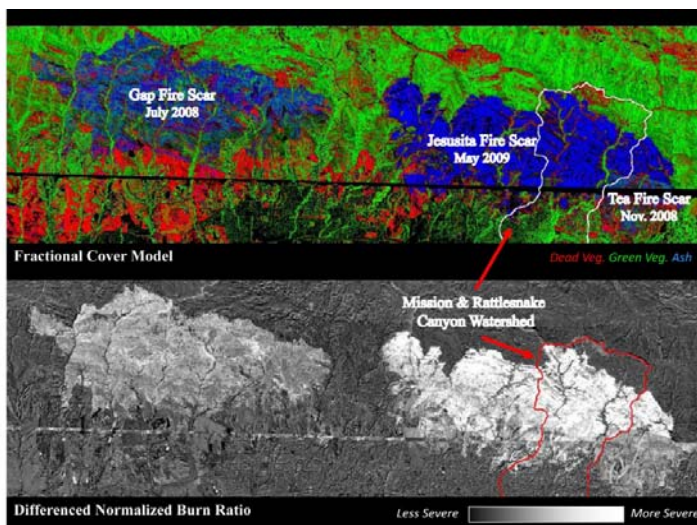 Gap Fire Scar
July 2008
Jesusita Fire Scar
May 2009
Tea Fire Scar
Nov. 2008
Fractional Cover Model
Dead Veg. Green Veg. Ash
Mission & Rattlesnake
Canyon Watershed
Differenced Normalized Burn Ratio
Less Severe
More Severe